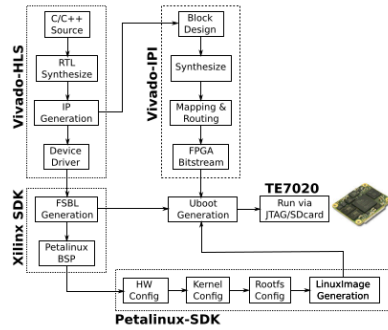 Vivado-HLS
C/C++
Source
RTL
Synthesize
IP
Generation
Device
Driver
Vivado-IPI
Block
Design
Synthesize
Mapping &
Routing
FPGA
Bitstream
Xilinx SDK
FSBL
Generation
Petalinux
BSP
Uboot
Generation
TE7020
Run via
JTAG/SDcard
HW
Config
Kernel
Config
Rootfs
Config
LinuxImage
Generation
Petalinux-SDK